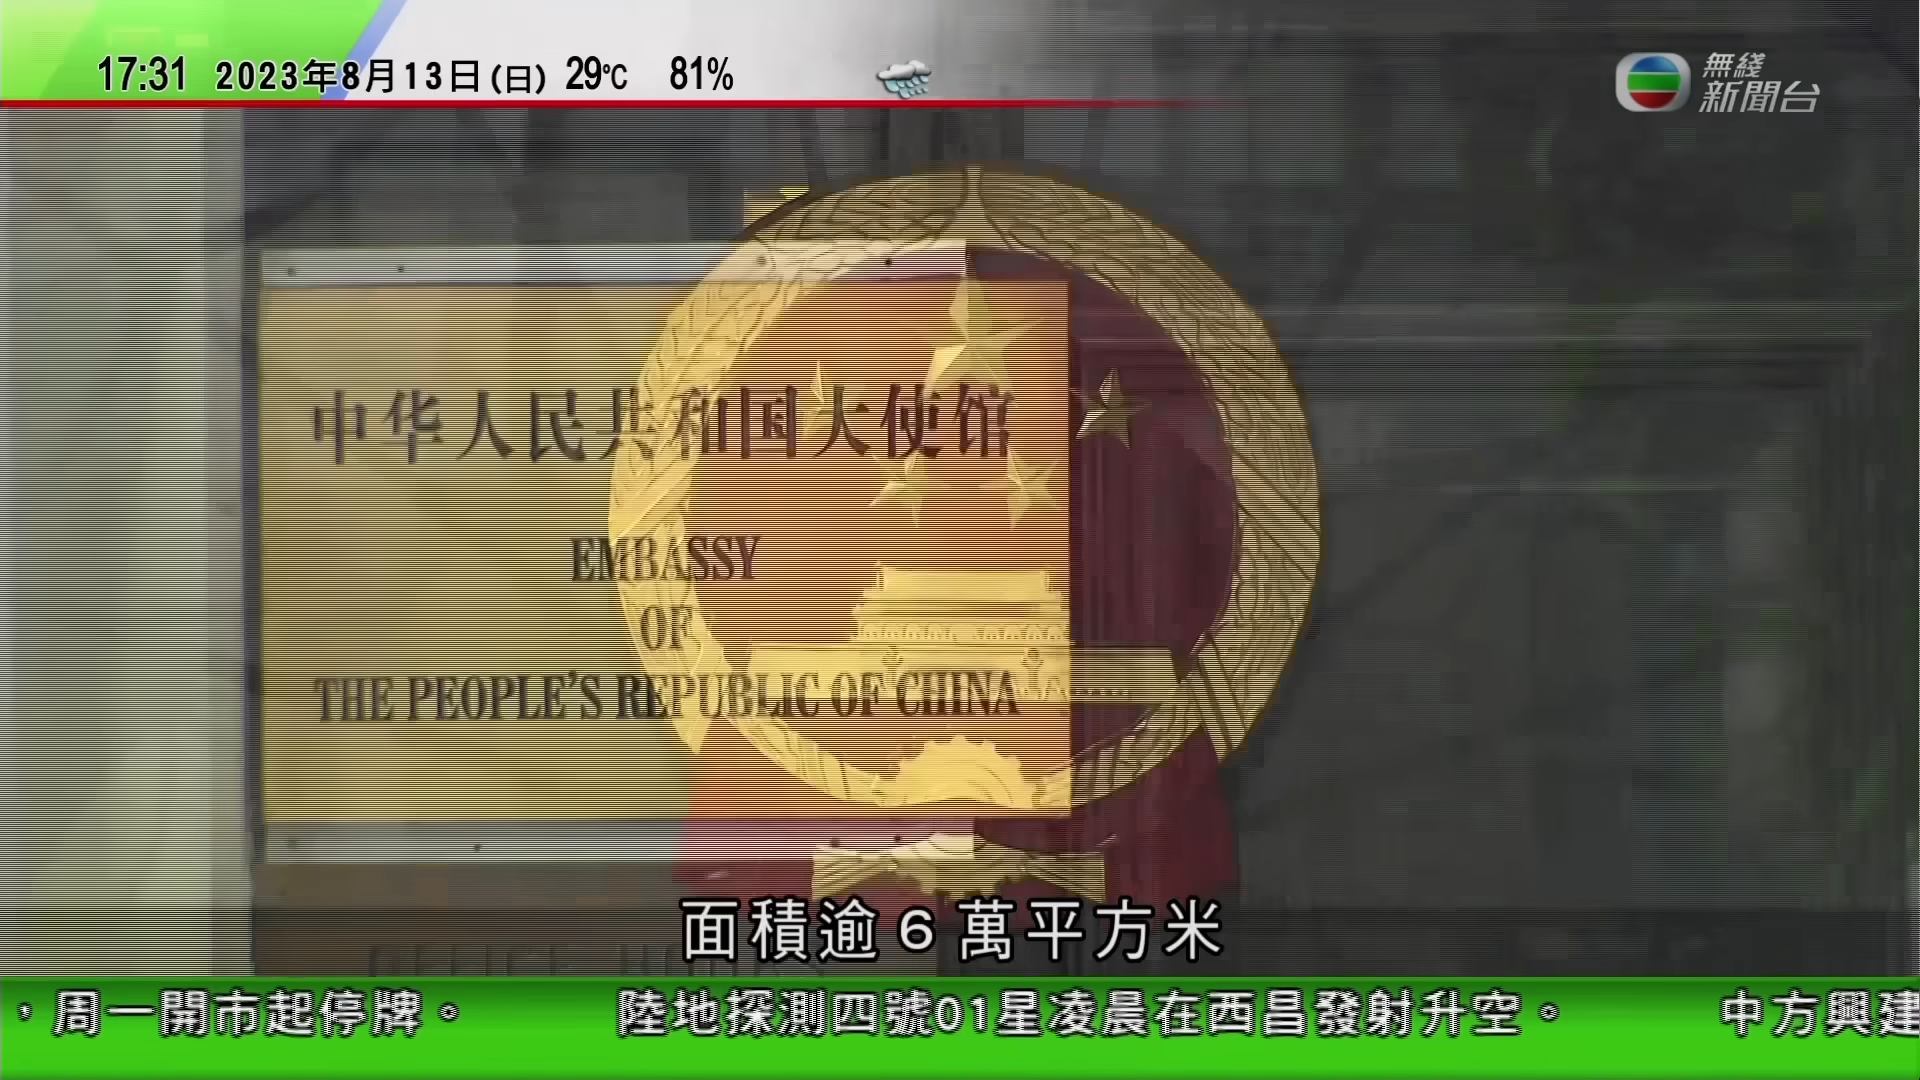 17:31 2023年8月13日(日) 29℃ 81%
無綫
新聞台
中华人民共和国大使馆
EMBASSY
OF
THE PEOPLE'S REPUBLIC OF CHINA
面積逾6萬平方米
，周一開市起停牌。 陸地探測四號01星凌晨在西昌發射升空。 中方興建